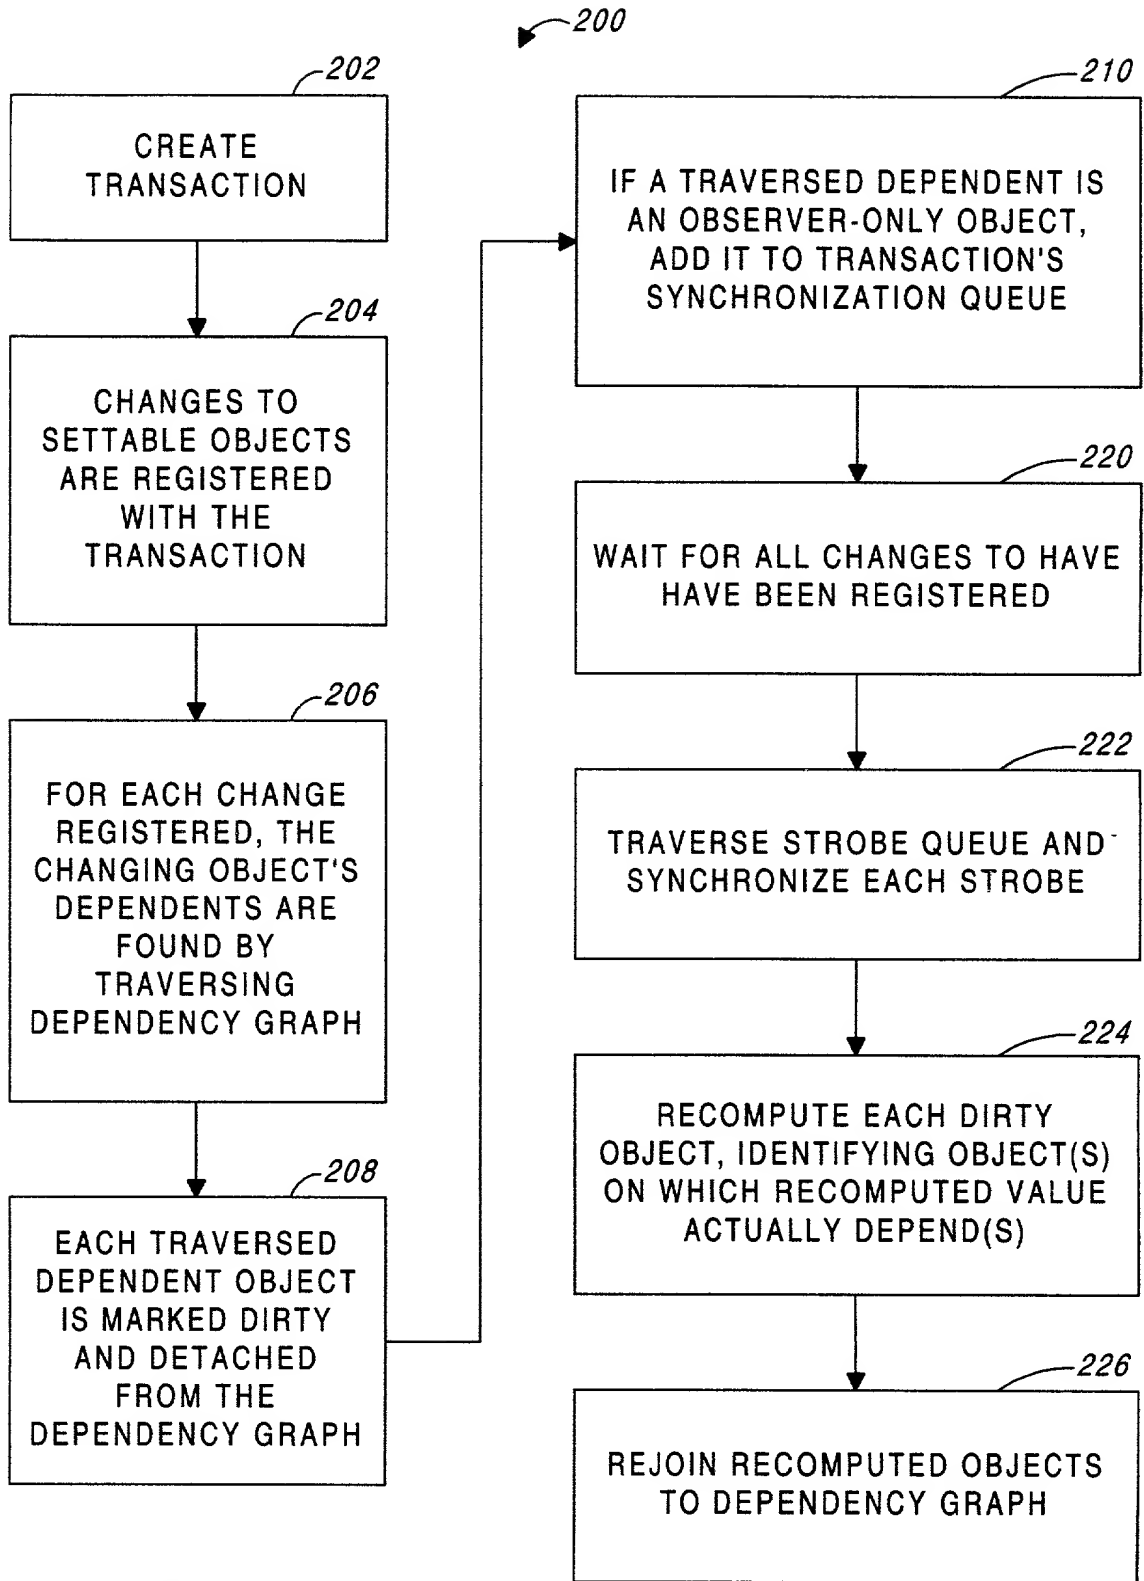 200
202
CREATE
TRANSACTION
204
CHANGES TO
SETTABLE OBJECTS
ARE REGISTERED
WITH THE
TRANSACTION
206
FOR EACH CHANGE
REGISTERED, THE
CHANGING OBJECT'S
DEPENDENTS ARE
FOUND BY
TRAVERSING
DEPENDENCY GRAPH
208
EACH TRAVERSED
DEPENDENT OBJECT
IS MARKED DIRTY
AND DETACHED
FROM THE
DEPENDENCY GRAPH
210
IF A TRAVERSED DEPENDENT IS
AN OBSERVER-ONLY OBJECT,
ADD IT TO TRANSACTION'S
SYNCHRONIZATION QUEUE
220
WAIT FOR ALL CHANGES TO HAVE
HAVE BEEN REGISTERED
222
TRAVERSE STROBE QUEUE AND
SYNCHRONIZE EACH STROBE
224
RECOMPUTE EACH DIRTY
OBJECT, IDENTIFYING OBJECT(S)
ON WHICH RECOMPUTED VALUE
ACTUALLY DEPEND(S)
226
REJOIN RECOMPUTED OBJECTS
TO DEPENDENCY GRAPH